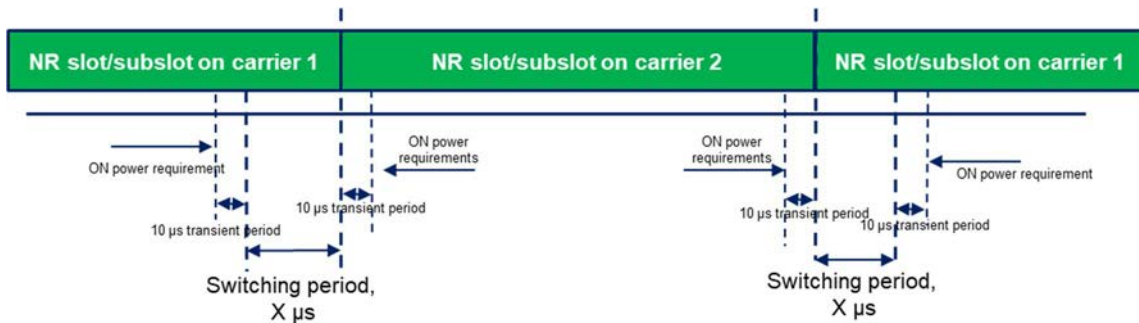 NR slot/subslot on carrier 1
NR slot/subslot on carrier 2
NR slot/subslot on carrier 1
ON power requirement
ON power
requirements
ON power
requirements
ON power requirement
10 µs transient period
10 µs transient period
10 µs transient period
10 µs transient period
Switching period,
X µs
Switching period,
X µs